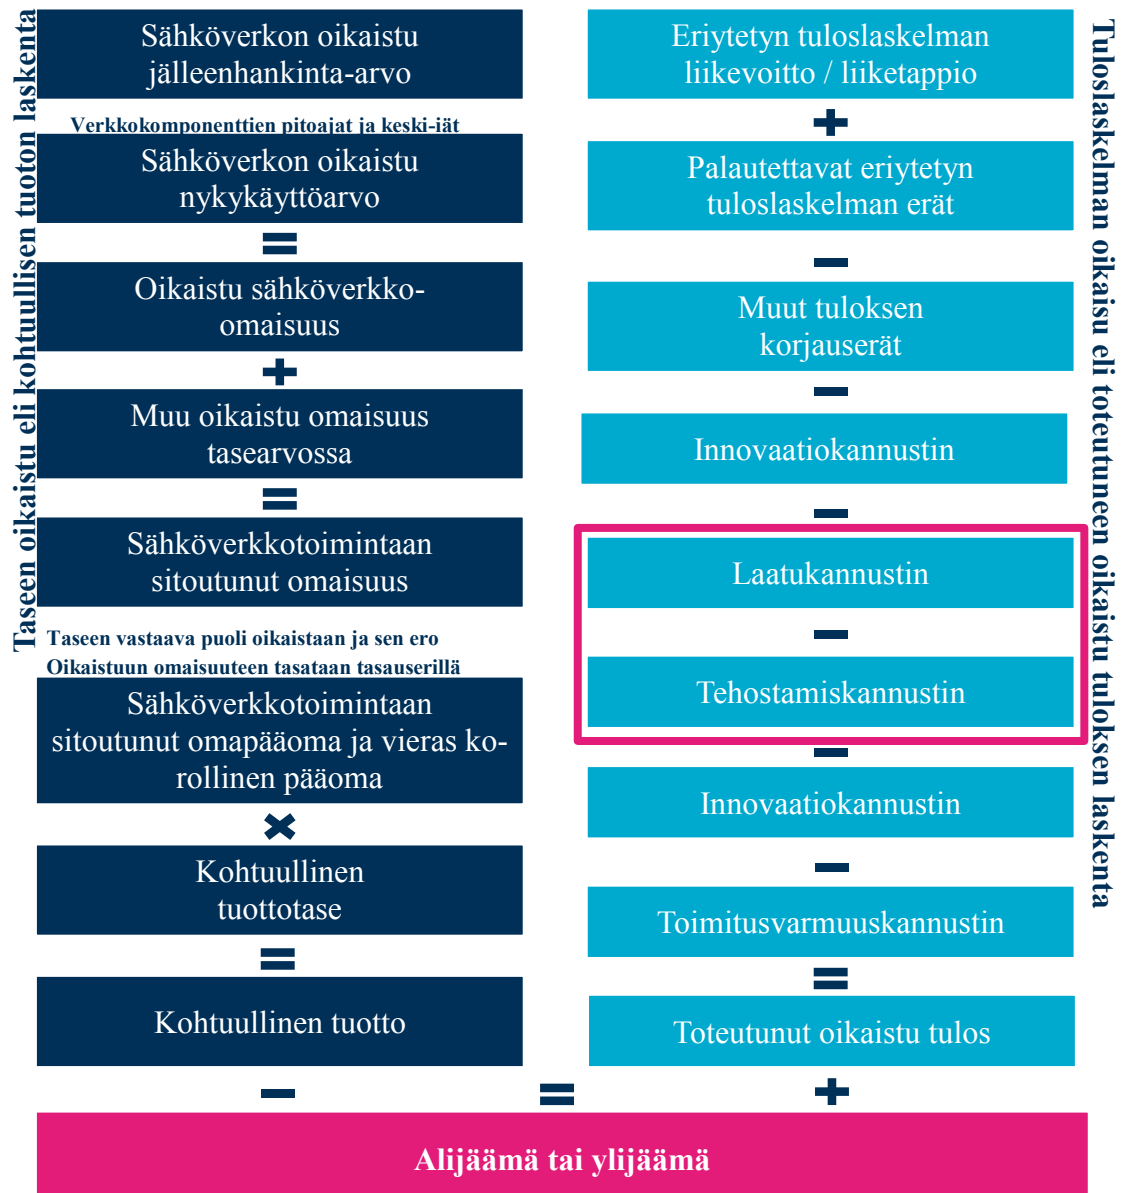 Taseen oikaistu eli kohtuullisen tuoton laskenta
Sähköverkon oikaistu
jälleenhankinta-arvo
Verkkokomponenttien pitoajat ja keski-iät
Sähköverkon oikaistu
nykykäyttöarvo
=
Oikaistu sähköverkko-
omaisuus
+
Muu oikaistu omaisuus
tasearvossa
=
Sähköverkkotoimintaan
sitoutunut omaisuus
Taseen vastaava puoli oikaistaan ja sen ero
Oikaistuun omaisuuteen tasataan tasauserillä
Sähköverkkotoimintaan
sitoutunut omapääoma ja vieras ko-
rollinen pääoma
×
Kohtuullinen
tuottotase
=
Kohtuullinen tuotto
Eriytetyn tuloslaskelman
liikevoitto / liiketappio
+
Palautettavat eriytetyn
tuloslaskelman erät
-
Muut tuloksen
korjauserät
-
Innovaatiokannustin
-
Laatukannustin
-
Tehostamiskannustin
-
Innovaatiokannustin
-
Toimitusvarmuuskannustin
=
Toteutunut oikaistu tulos
Tuloslaskelman oikaisu eli toteutuneen oikaistu tuloksen laskenta
- = +
Alijäämä tai ylijäämä